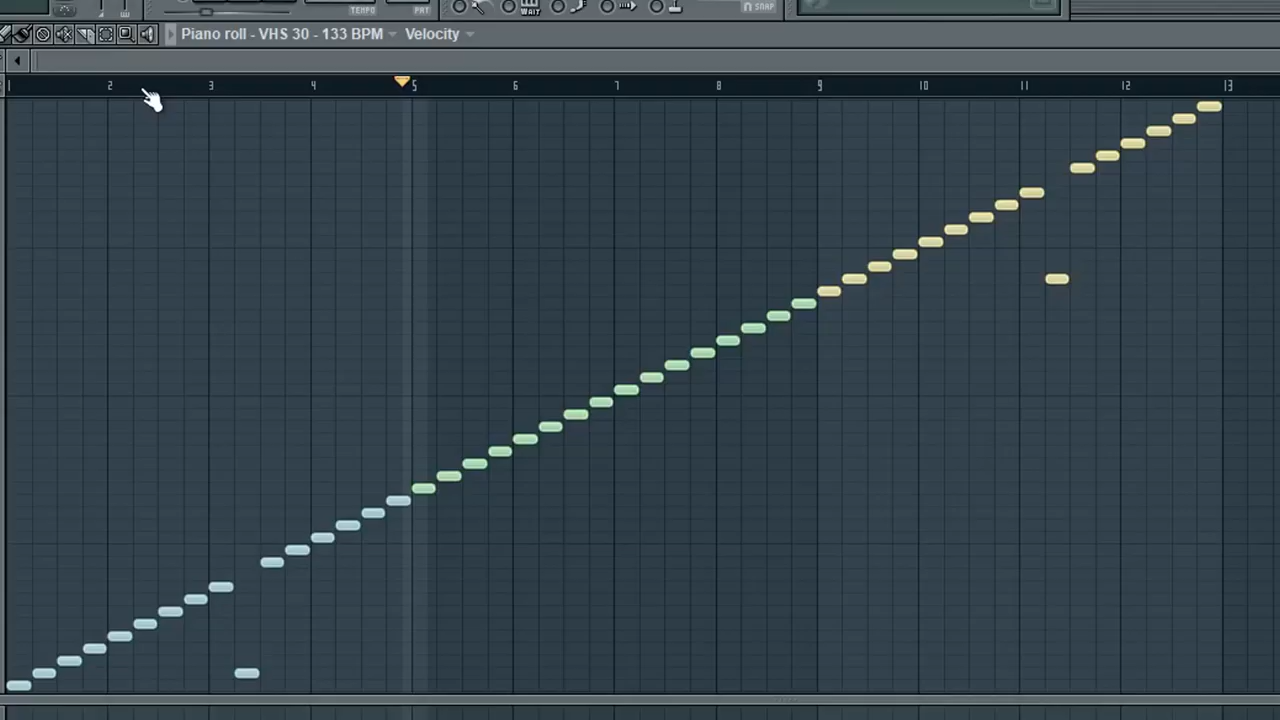 TEMPO PAT WAIT SNAP
Piano roll - VHS 30 - 133 BPM Velocity
1 2 3 4 5 6 7 8 9 10 11 12 13